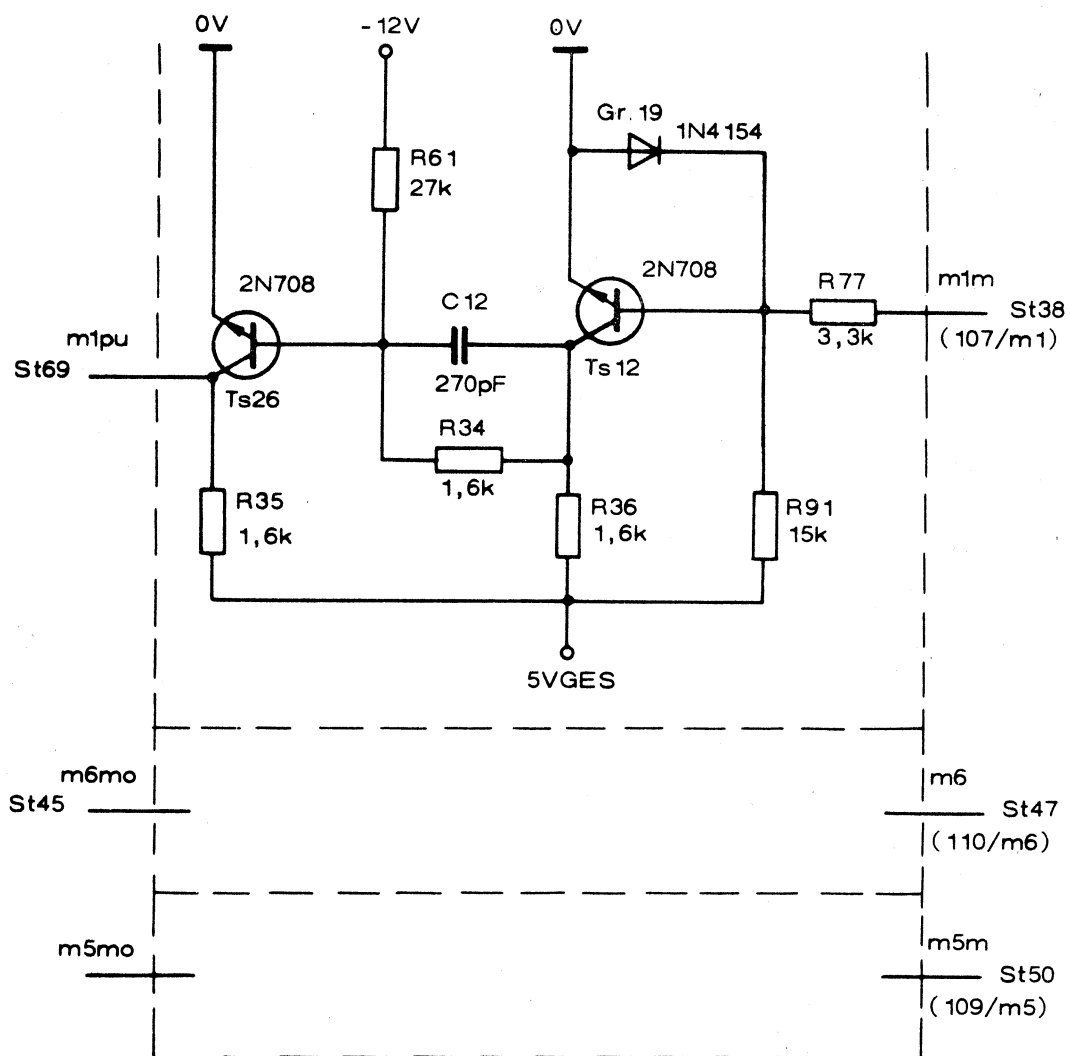 0V
-12V
0V
Gr. 19
1N4154
R61
27k
2N708
2N708
C12
R77
m1m
St38
(107/m1)
3,3k
m1pu
St69
Ts26
270pF
Ts12
R34
1,6k
R35
1,6k
R36
1,6k
R91
15k
5VGES
m6mo
St45
m6
St47
(110/m6)
m5mo
m5m
St50
(109/m5)